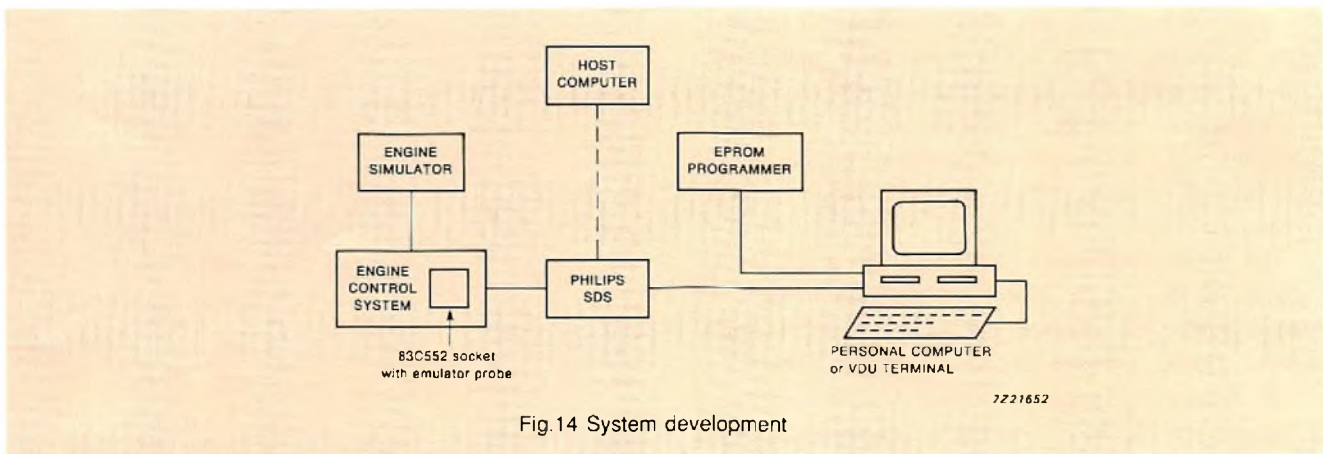 HOST
COMPUTER
ENGINE
SIMULATOR
EPROM
PROGRAMMER
ENGINE
CONTROL
SYSTEM
PHILIPS
SDS
83C552 socket
with emulator probe
PERSONAL COMPUTER
or VDU TERMINAL
7Z21652
Fig.14 System development